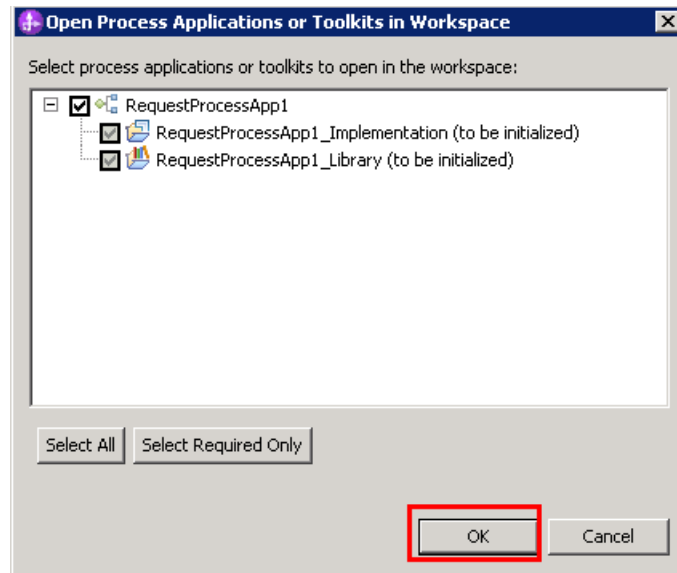 Open Process Applications or Toolkits in Workspace
Select process applications or toolkits to open in the workspace:
RequestProcessApp1
RequestProcessApp1_Implementation (to be initialized)
RequestProcessApp1_Library (to be initialized)
Select All
Select Required Only
OK
Cancel